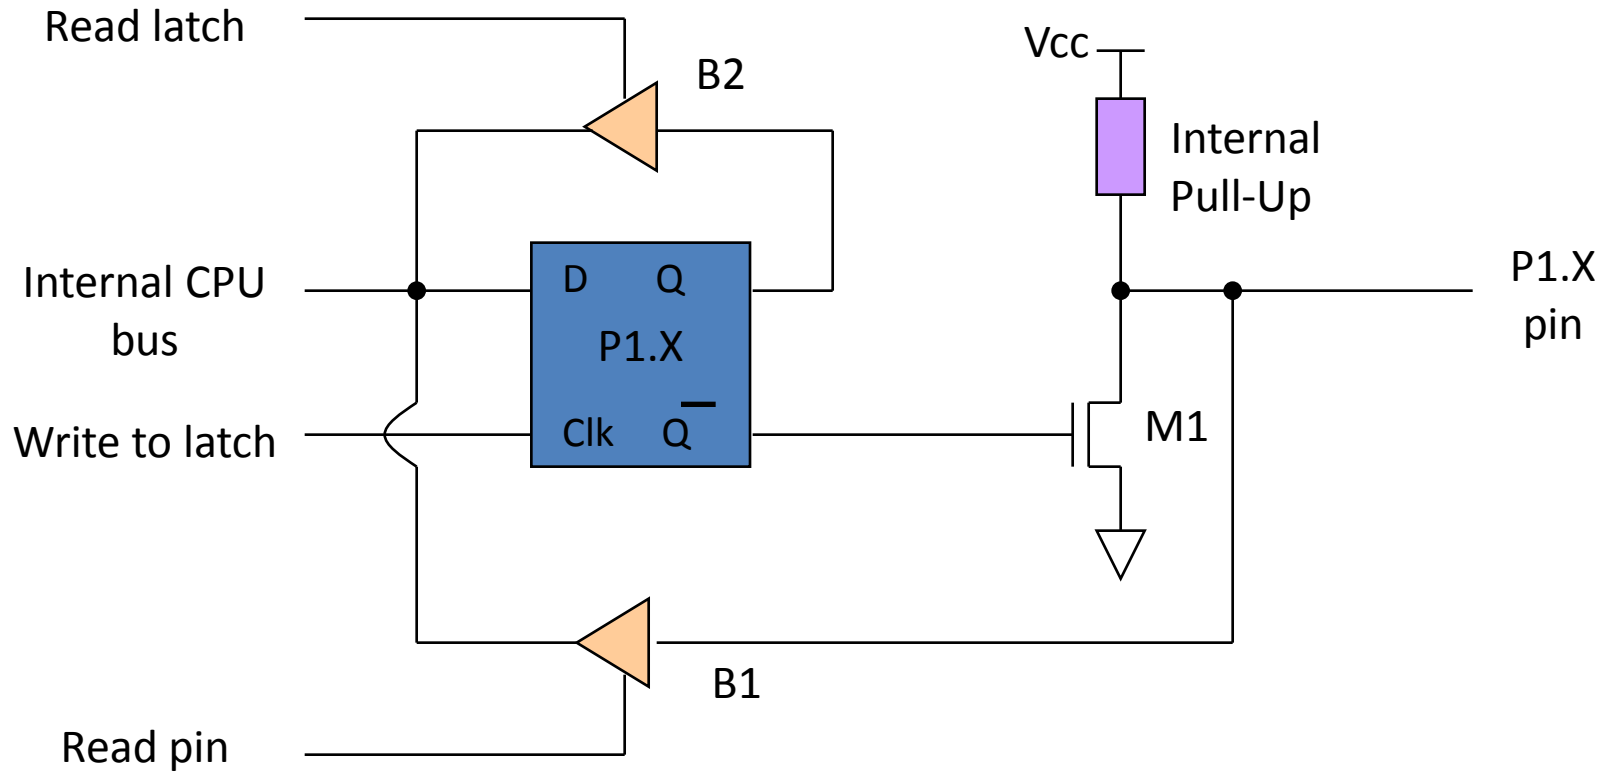 Read latch
B2
Vcc
Internal
Pull-Up
Internal CPU
bus
D Q
P1.X
Clk Q̅
Write to latch
M1
P1.X
pin
B1
Read pin